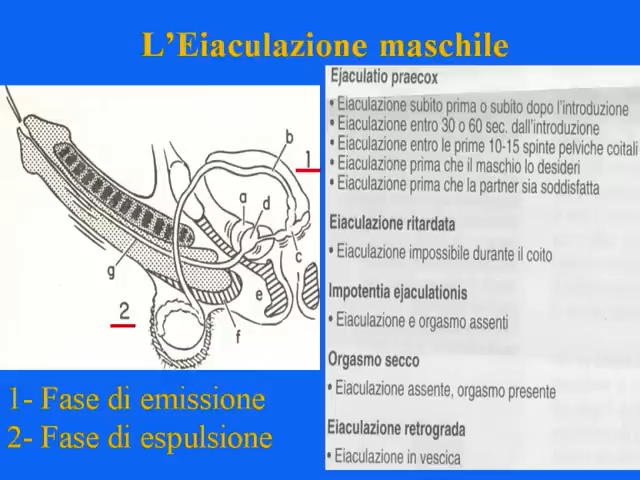 L'Eiaculazione maschile
Ejaculatio praecox
• Eiaculazione subito prima o subito dopo l'introduzione
• Eiaculazione entro 30 o 60 sec. dall'introduzione
• Eiaculazione entro le prime 10-15 spinte pelviche coitali
• Eiaculazione prima che il maschio lo desideri
• Eiaculazione prima che la partner sia soddisfatta
Eiaculazione ritardata
• Eiaculazione impossibile durante il coito
Impotentia ejaculationis
• Eiaculazione e orgasmo assenti
Orgasmo secco
• Eiaculazione assente, orgasmo presente
Eiaculazione retrograda
• Eiaculazione in vescica
b
1
a
d
c
g
e
2
f
1- Fase di emissione
2- Fase di espulsione